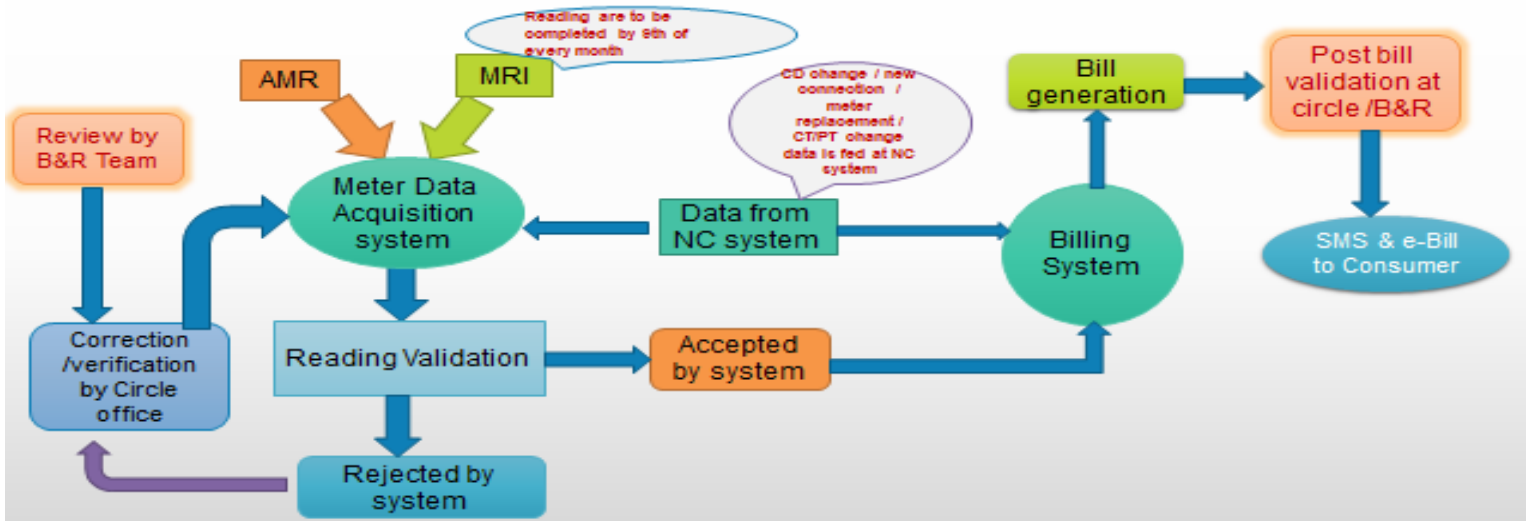 Reading are to be
completed by 9th of
every month
AMR
MRI
Review by
B&R Team
Meter Data
Acquisition
system
CD change / new
connection /
meter
replacement /
CT/PT change
data is fed at NC
system
Data from
NC system
Bill
generation
Post bill
validation at
circle /B&R
Billing
System
SMS & e-Bill
to Consumer
Correction
/verification
by Circle
office
Reading Validation
Accepted
by system
Rejected by
system